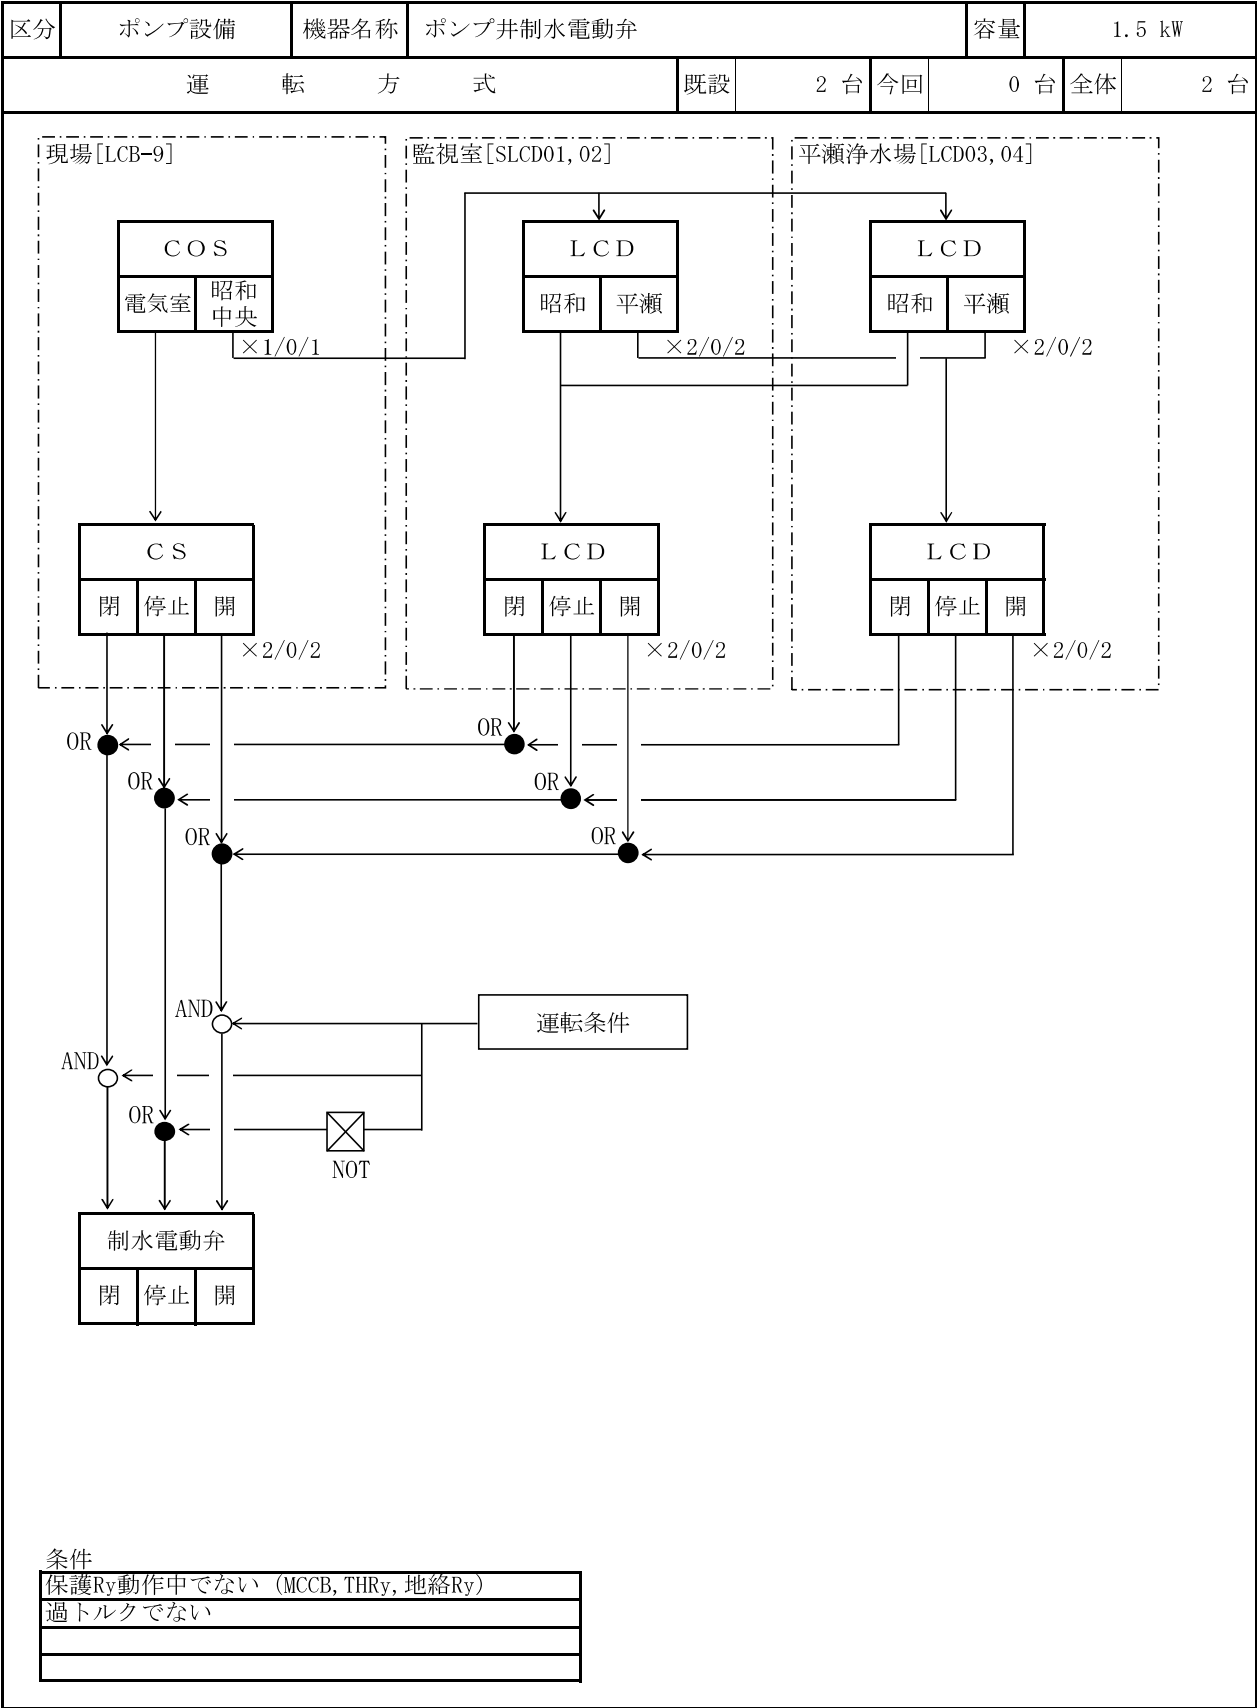 区分 ポンプ設備 機器名称 ポンプ井制水電動弁 容量 1.5 kW
運転方式 既設 2 台 今回 0 台 全体 2 台
現場[LCB-9] 監視室[SLCD01,02] 平瀬浄水場[LCD03,04]
ＣＯＳ ＬＣＤ ＬＣＤ
電気室 昭和中央 昭和 平瀬 昭和 平瀬
×1/0/1 ×2/0/2 ×2/0/2
ＣＳ ＬＣＤ ＬＣＤ
閉 停止 開 閉 停止 開 閉 停止 開
×2/0/2 ×2/0/2 ×2/0/2
OR OR
OR OR
OR OR
AND 運転条件
AND
OR
NOT
制水電動弁
閉 停止 開
条件
保護Ry動作中でない（MCCB,THRy,地絡Ry）
過トルクでない